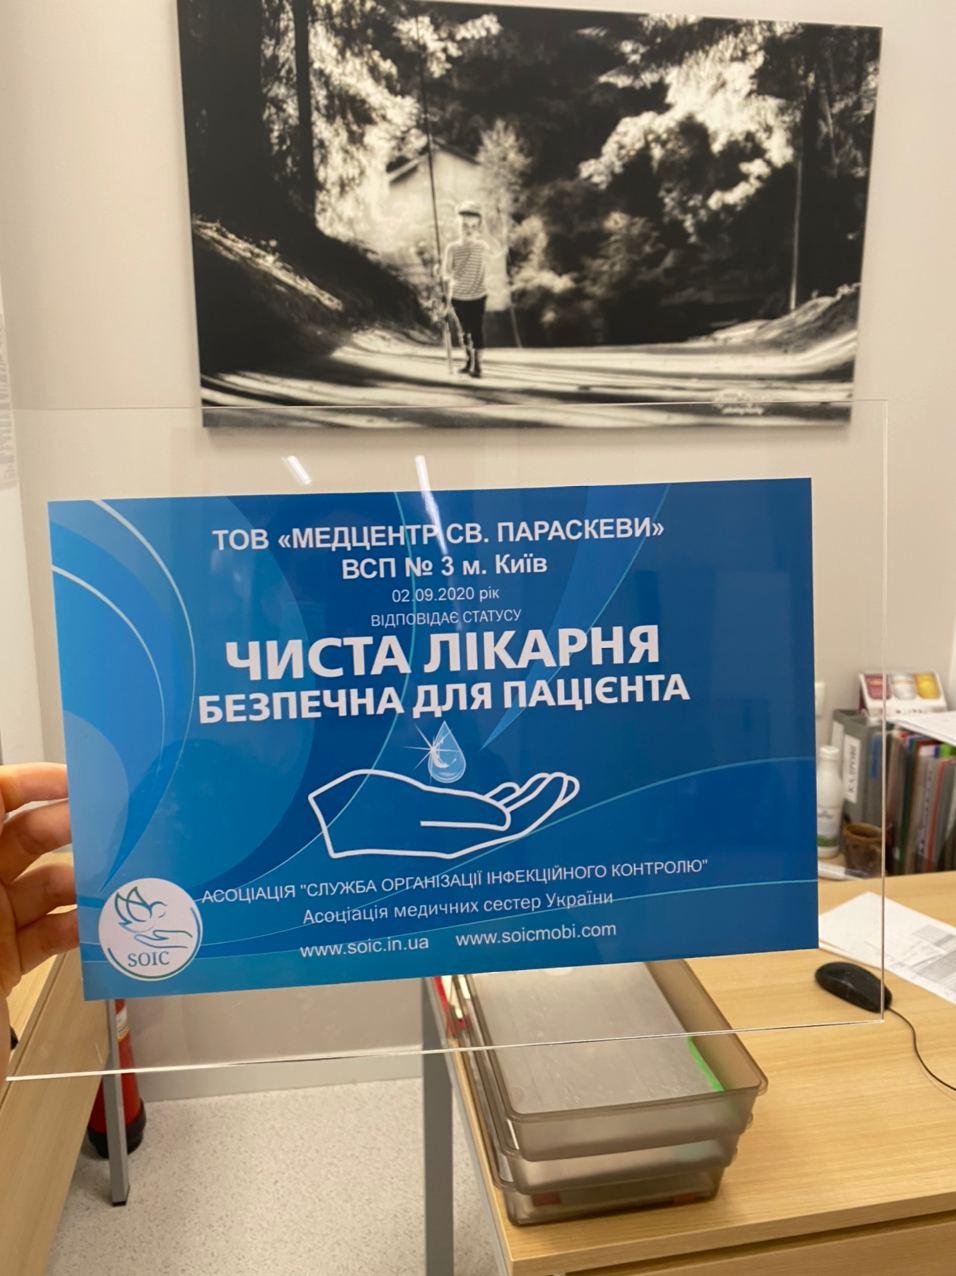 ТОВ «МЕДЦЕНТР СВ. ПАРАСКЕВИ»
ВСП № 3 м. Київ
02.09.2020 рік
ВІДПОВІДАЄ СТАТУСУ
ЧИСТА ЛІКАРНЯ
БЕЗПЕЧНА ДЛЯ ПАЦІЄНТА
АСОЦІАЦІЯ "СЛУЖБА ОРГАНІЗАЦІЇ ІНФЕКЦІЙНОГО КОНТРОЛЮ"
Асоціація медичних сестер України
www.soic.in.ua www.soicmobi.com
SOIC